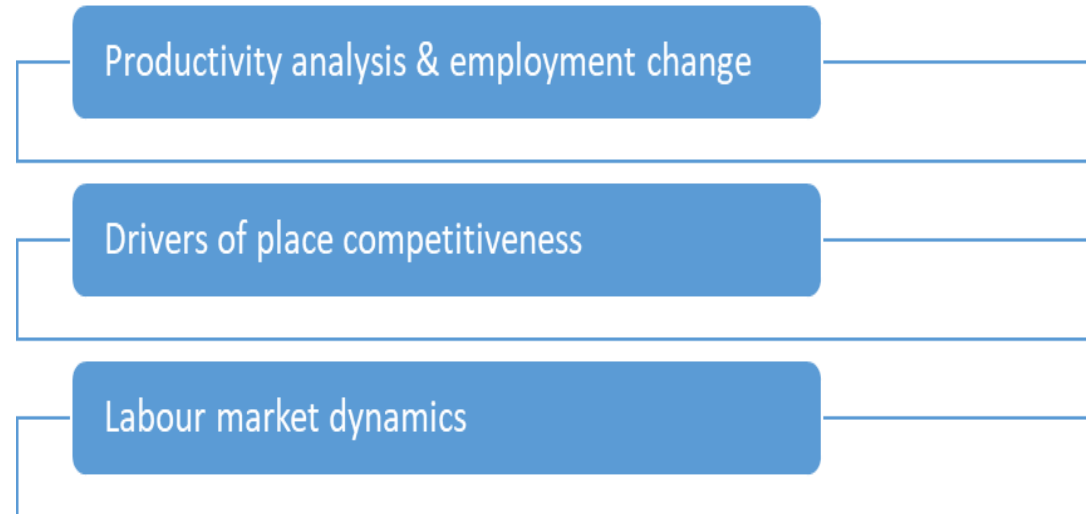 Productivity analysis & employment change
Drivers of place competitiveness
Labour market dynamics